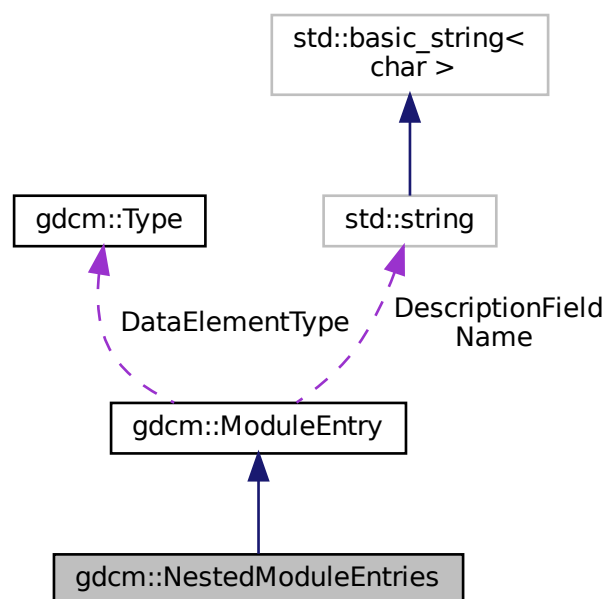 std::basic_string<
char >
gdcm::Type
std::string
DataElementType
DescriptionField
Name
gdcm::ModuleEntry
gdcm::NestedModuleEntries